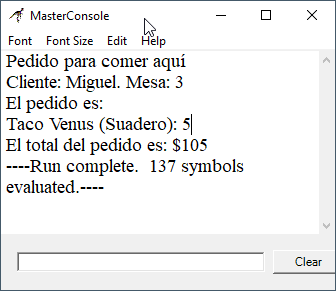 MasterConsole
Font Font Size Edit Help
Pedido para comer aquí
Cliente: Miguel. Mesa: 3
El pedido es:
Taco Venus (Suadero): 5
El total del pedido es: $105
----Run complete.  137 symbols
evaluated.----
Clear